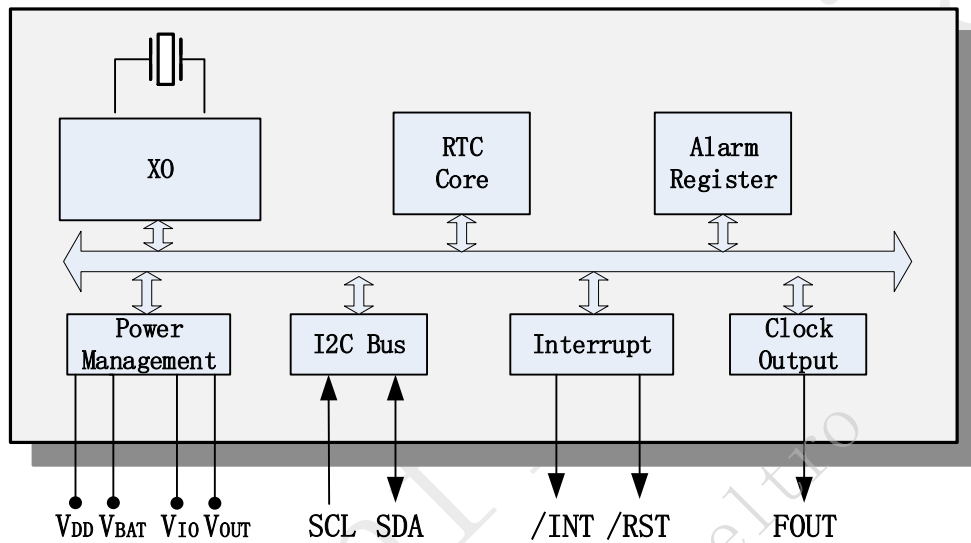 XO
RTC
Core
Alarm
Register
Power
Management
I2C Bus
Interrupt
Clock
Output
VDD VBAT VIO VOUT SCL SDA /INT /RST FOUT